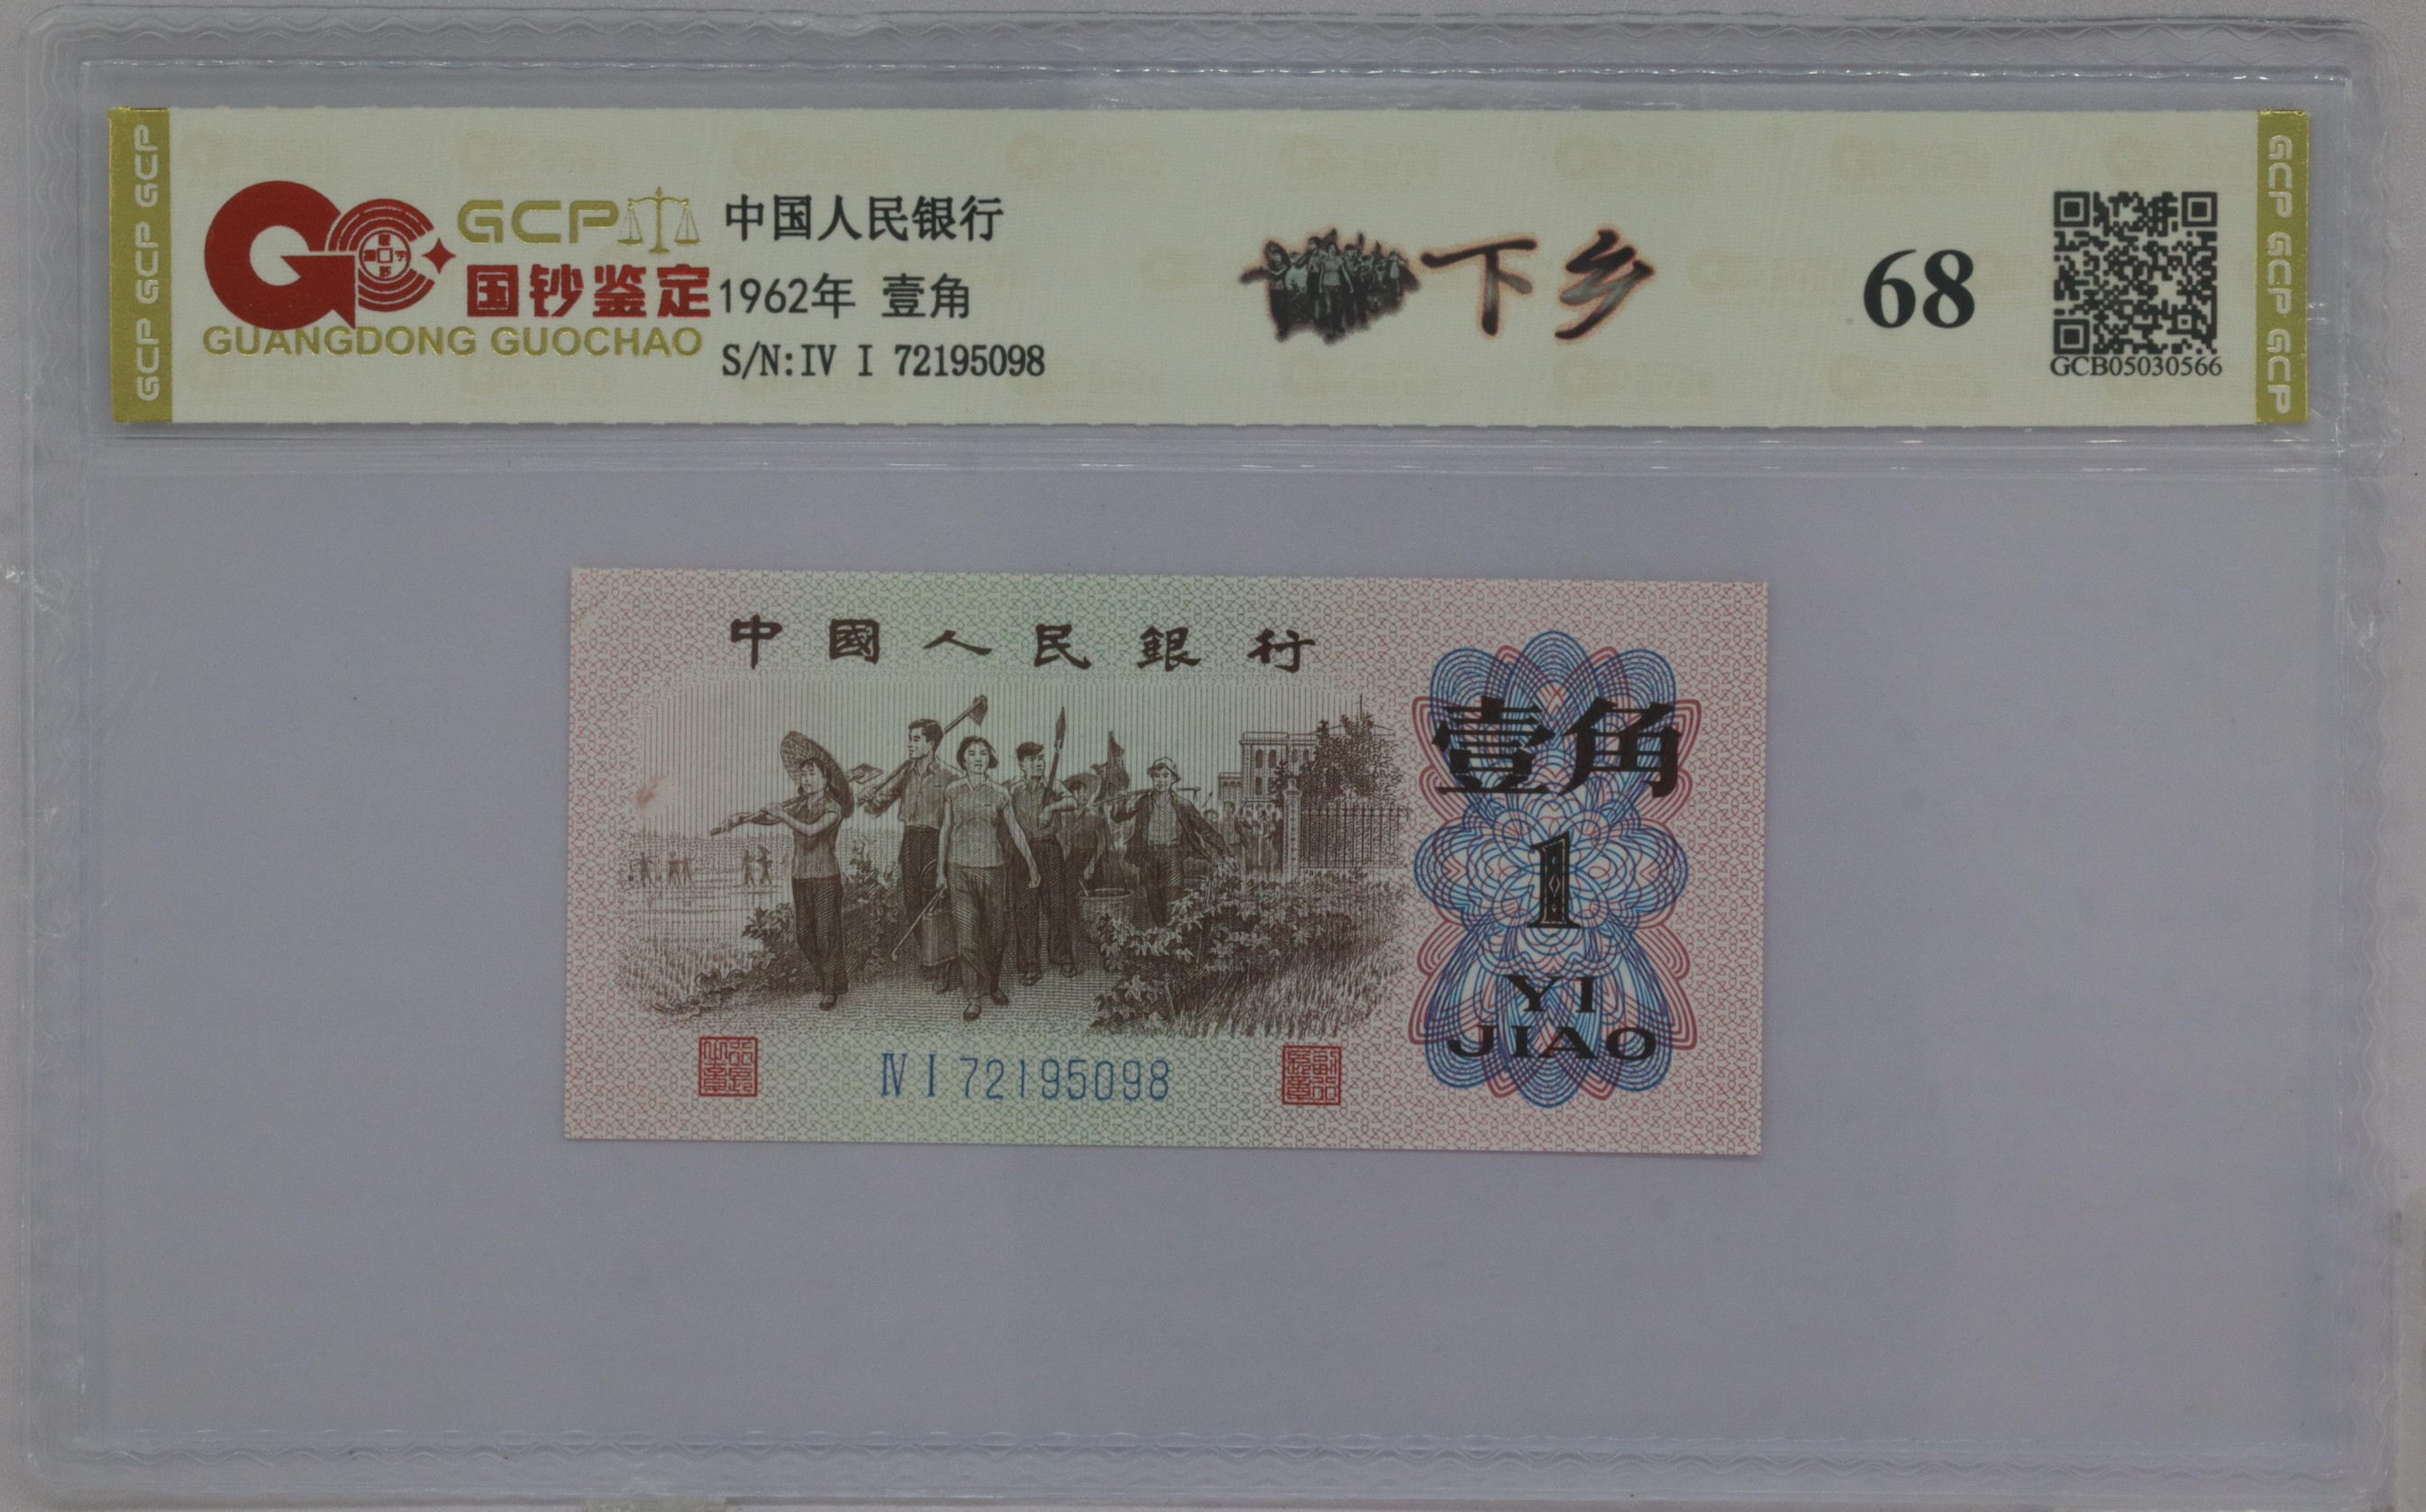 GCP GCP GCP
GCP
国钞鉴定
GUANGDONG GUOCHAO
中国人民银行
1962年 壹角
S/N:IV I 72195098
下乡
68
GCB05030566
GCP GCP GCP
中國人民銀行
壹角
1
YI
JIAO
Ⅳ Ⅰ 72195098